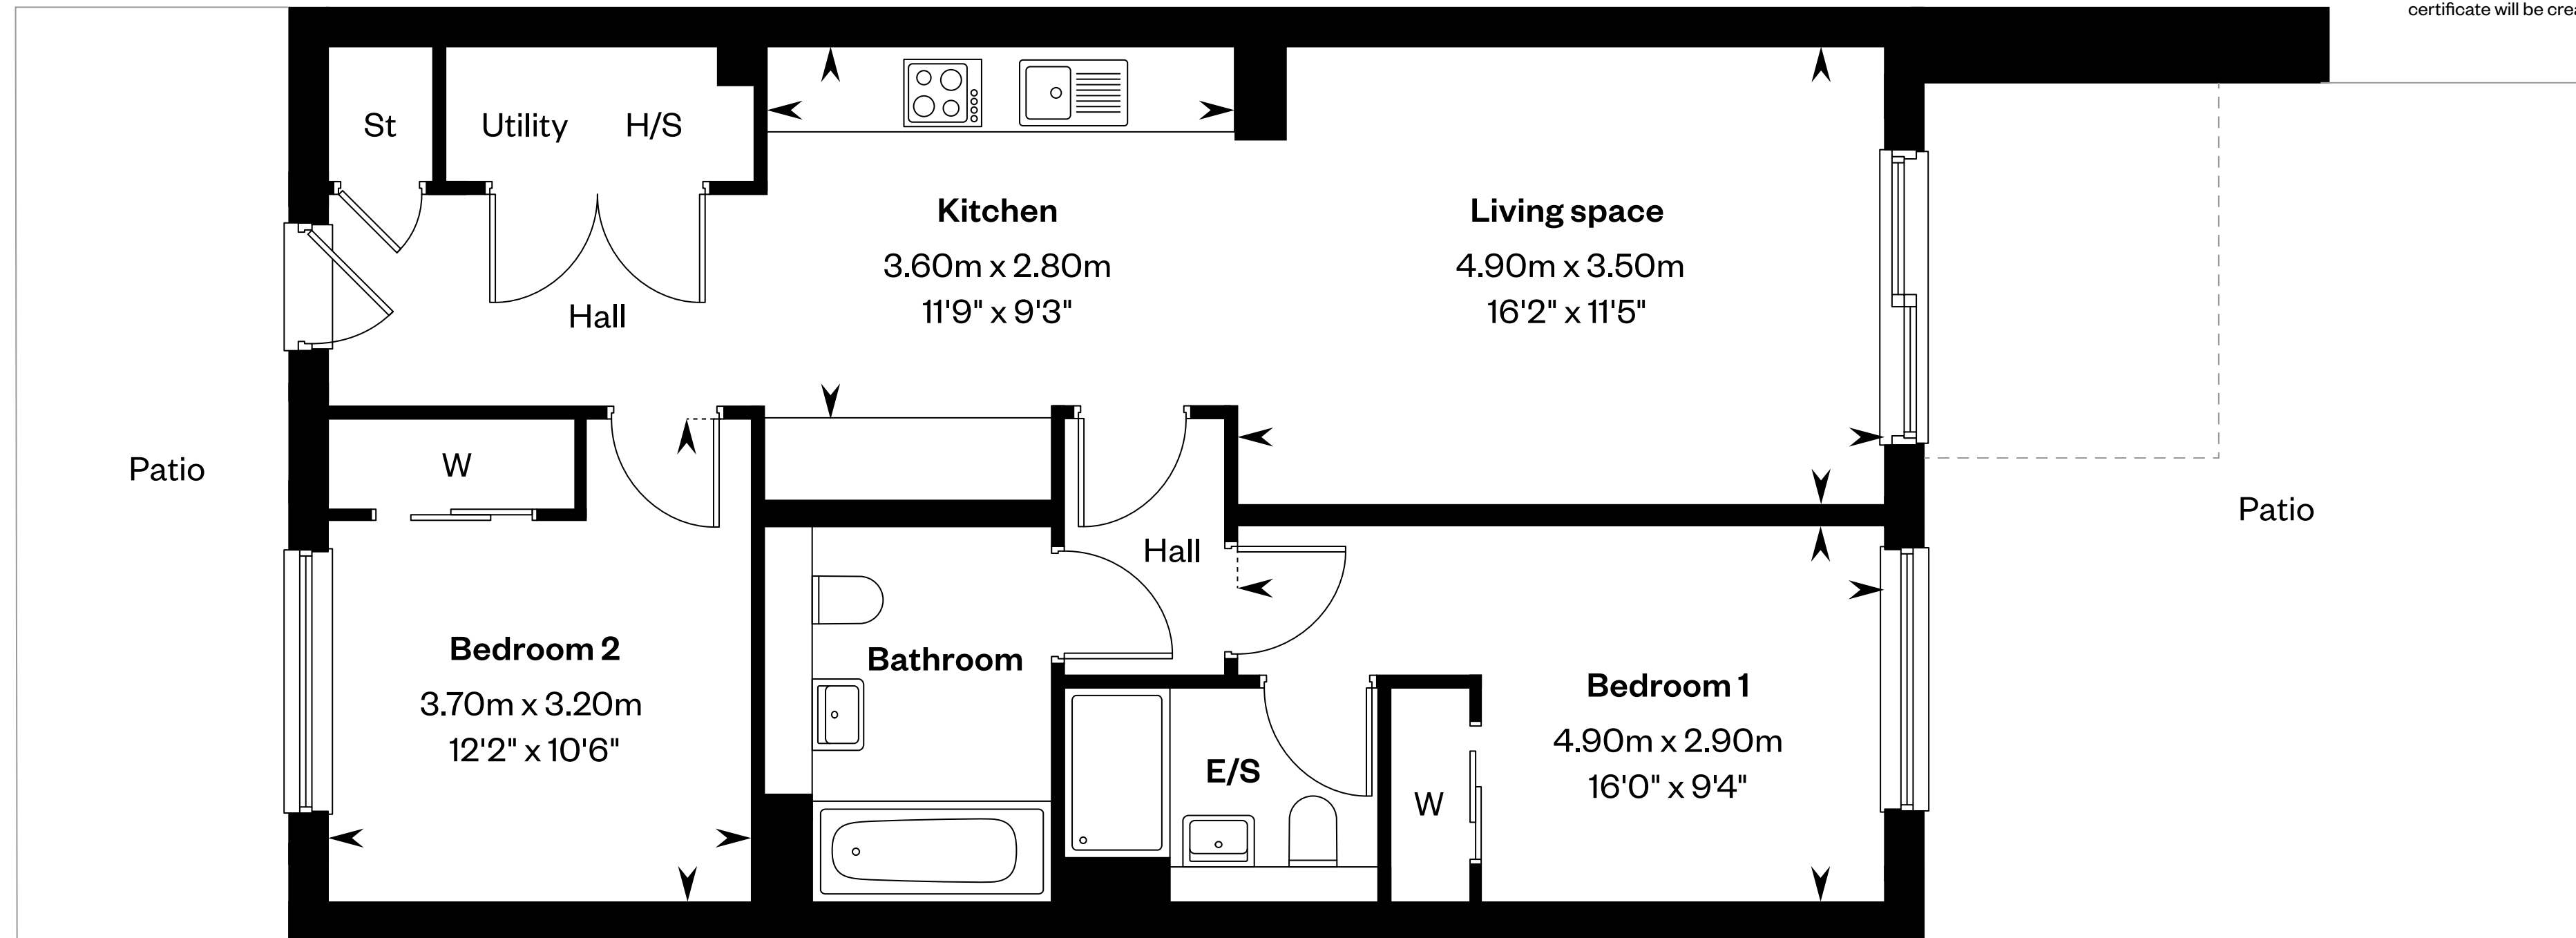 certificate will be
St
Utility
H/S
Kitchen
3.60m x 2.80m
11'9" x 9'3"
Living space
4.90m x 3.50m
16'2" x 11'5"
Hall
Patio
W
Patio
Hall
Bedroom 2
3.70m x 3.20m
12'2" x 10'6"
Bathroom
E/S
W
Bedroom 1
4.90m x 2.90m
16'0" x 9'4"